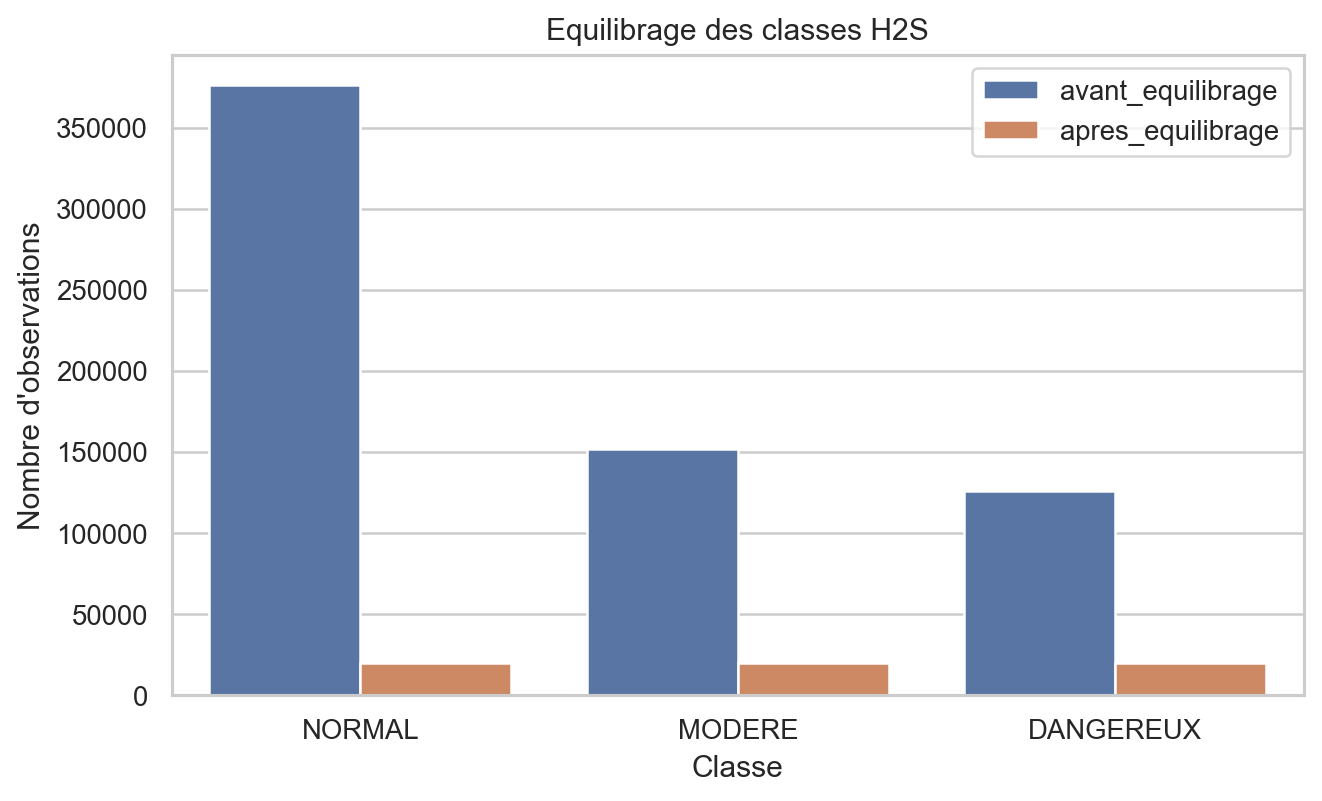 Equilibrage des classes H2S
avant_equilibrage
apres_equilibrage
350000
300000
250000
200000
150000
100000
50000
0
Nombre d'observations
NORMAL
MODERE
DANGEREUX
Classe